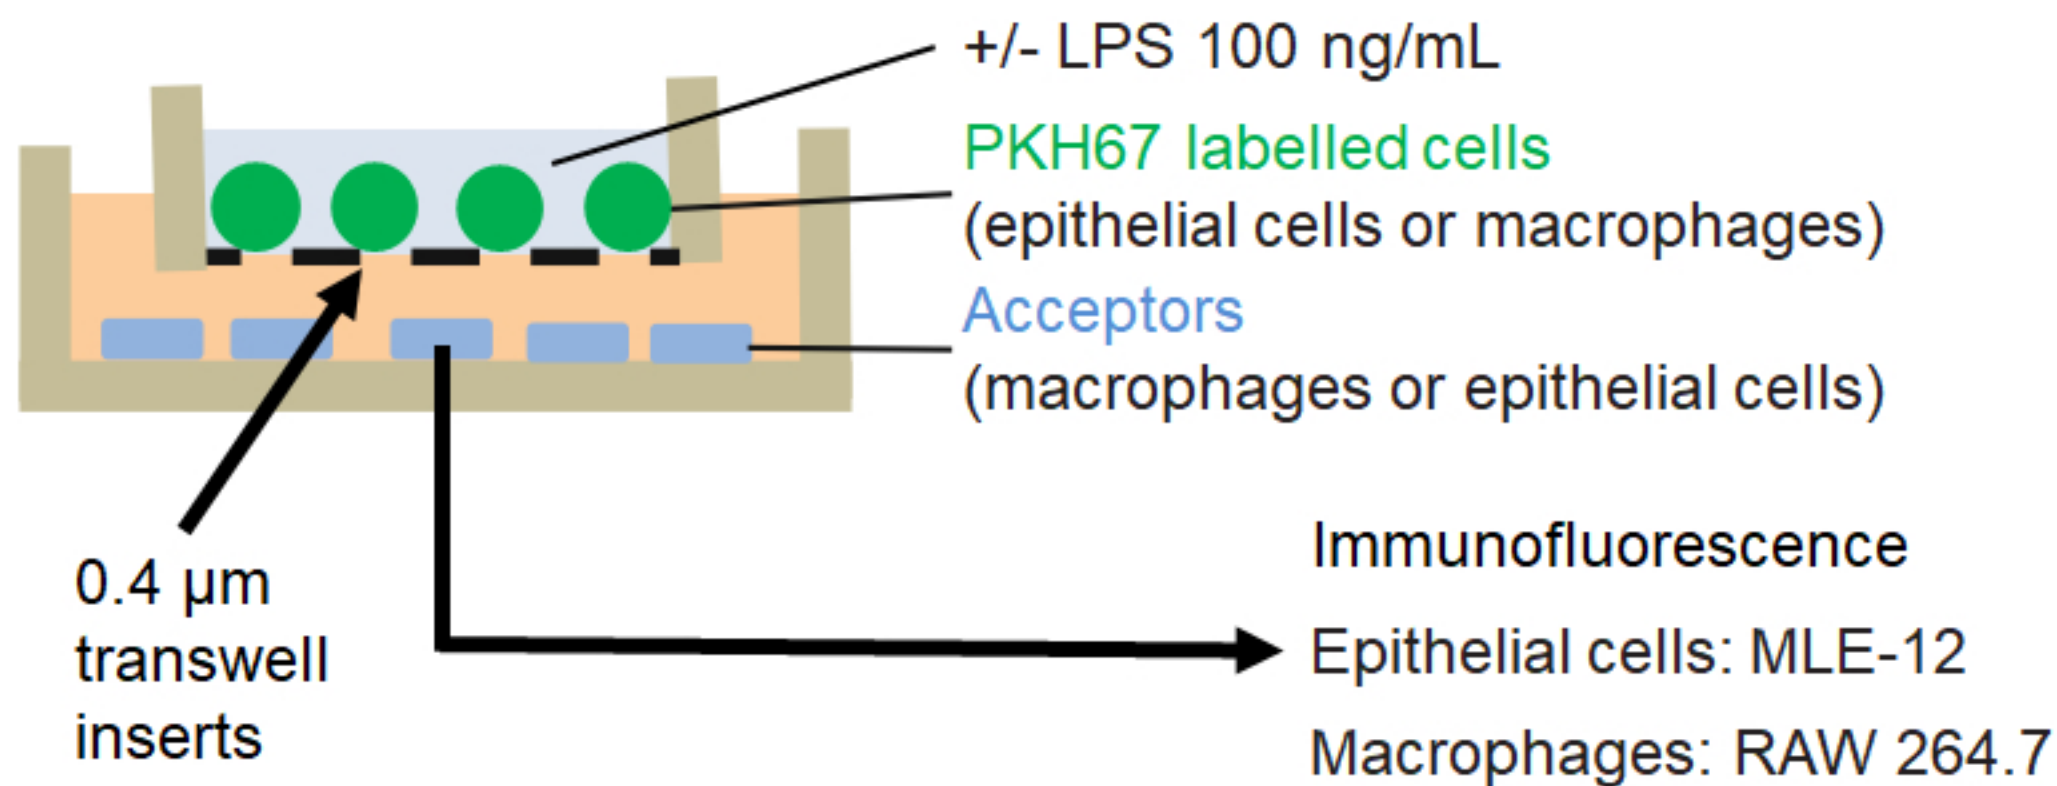 +/- LPS 100 ng/mL
PKH67 labelled cells
(epithelial cells or macrophages)
Acceptors
(macrophages or epithelial cells)
0.4 μm
transwell
inserts
Immunofluorescence
Epithelial cells: MLE-12
Macrophages: RAW 264.7